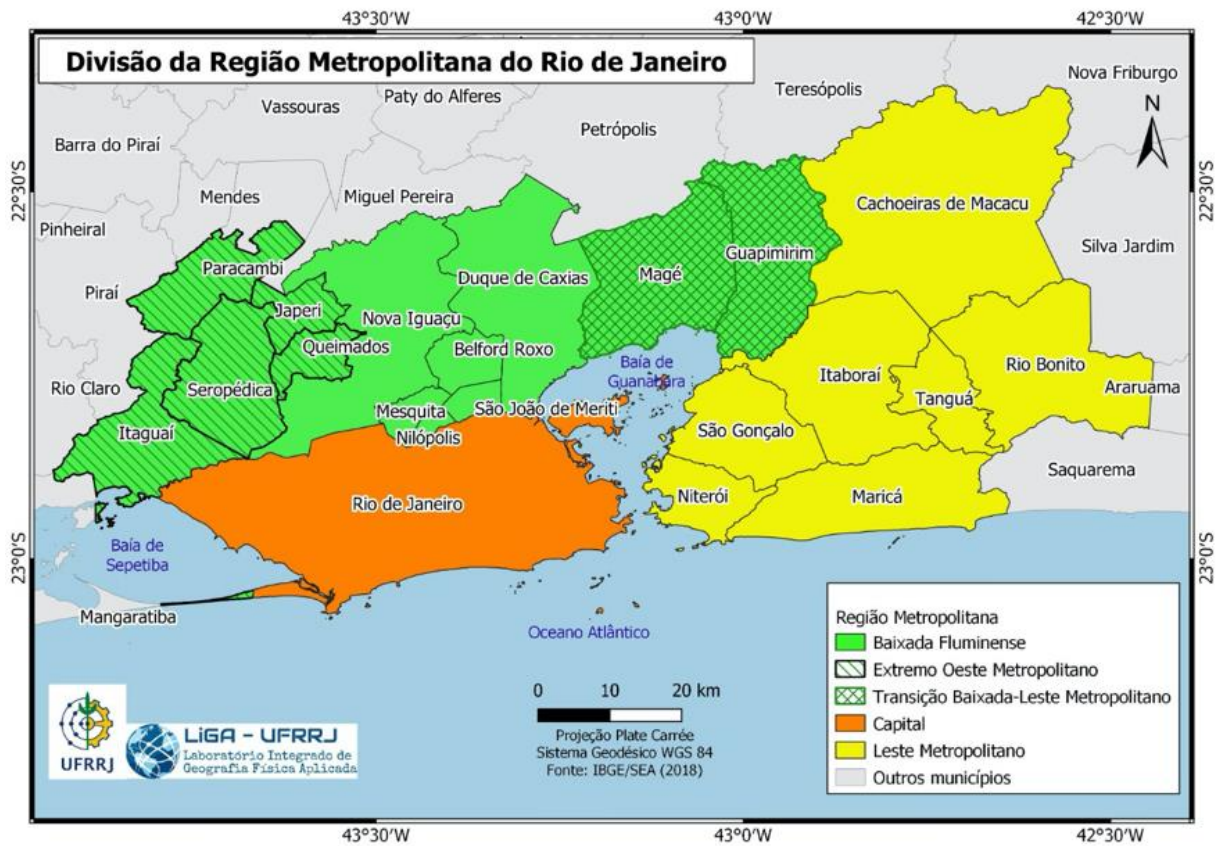 43°30'W
43°0'W
42°30'W
Divisão da Região Metropolitana do Rio de Janeiro
Nova Friburgo
Teresópolis
Paty do Alferes
Vassouras
Petrópolis
N
Barra do Piraí
22°30'S
22°30'S
Mendes
Miguel Pereira
Cachoeiras de Macacu
Pinheiral
Silva Jardim
Guapimirim
Paracambi
Magé
Duque de Caxias
Piraí
Japeri
Nova Iguaçu
Queimados
Belford Roxo
Baía de
Guanabara
Rio Bonito
Itaboraí
Rio Claro
Seropédica
Araruama
Tanguá
Mesquita
São João de Meriti
Itaguaí
São Gonçalo
Nilópolis
Saquarema
Niterói
Maricá
Rio de Janeiro
Baía de
Sepetiba
23°0'S
23°0'S
Mangaratiba
Oceano Atlântico
Região Metropolitana
Baixada Fluminense
Extremo Oeste Metropolitano
Transição Baixada-Leste Metropolitano
Capital
Leste Metropolitano
Outros municípios
0 10 20 km
Projeção Plate Carrée
Sistema Geodésico WGS 84
Fonte: IBGE/SEA (2018)
UFRRJ
LiGA - UFRRJ
Laboratório Integrado de
Geografia Física Aplicada
43°30'W
43°0'W
42°30'W